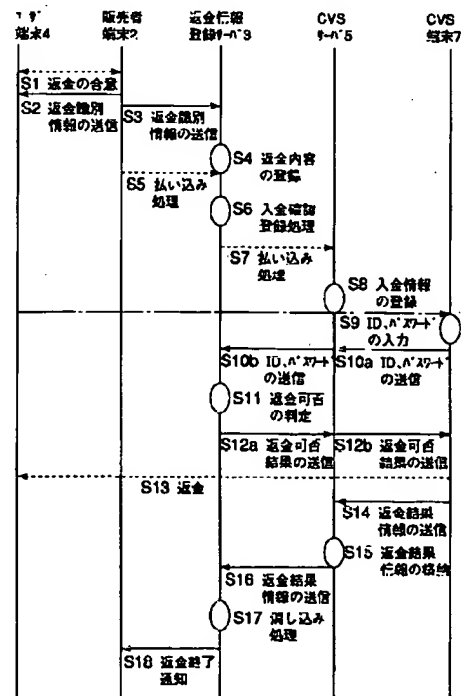 ユーザ 端末4
販売者 端末2
返金情報 登録サーバ3
CVS サーバ5
CVS 端末7
S1 返金の合意
S2 返金識別
情報の送信
S3 返金識別
情報の送信
S4 返金内容
の登録
S5 払い込み
処理
S6 入金確認
登録処理
S7 払い込み
処理
S8 入金情報
の登録
S9 ID、パスワード
の入力
S10b ID、パスワード
の送信
S10a ID、パスワード
の送信
S11 返金可否
の判定
S12a 返金可否
結果の送信
S12b 返金可否
結果の送信
S13 返金
S14 返金結果
情報の送信
S15 返金結果
情報の格納
S16 返金結果
情報の送信
S17 消し込み
処理
S18 返金終了
通知